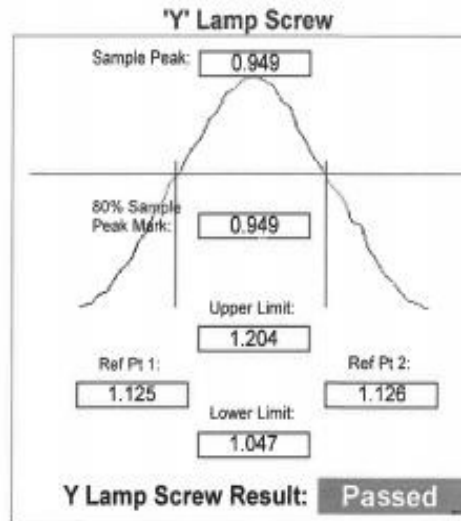 'Y' Lamp Screw
Sample Peak: 0.949
80% Sample
Peak Mark: 0.949
Upper Limit:
1.204
Ref Pt 1:
Ref Pt 2:
1.125
1.126
Lower Limit:
1.047
Y Lamp Screw Result: Passed